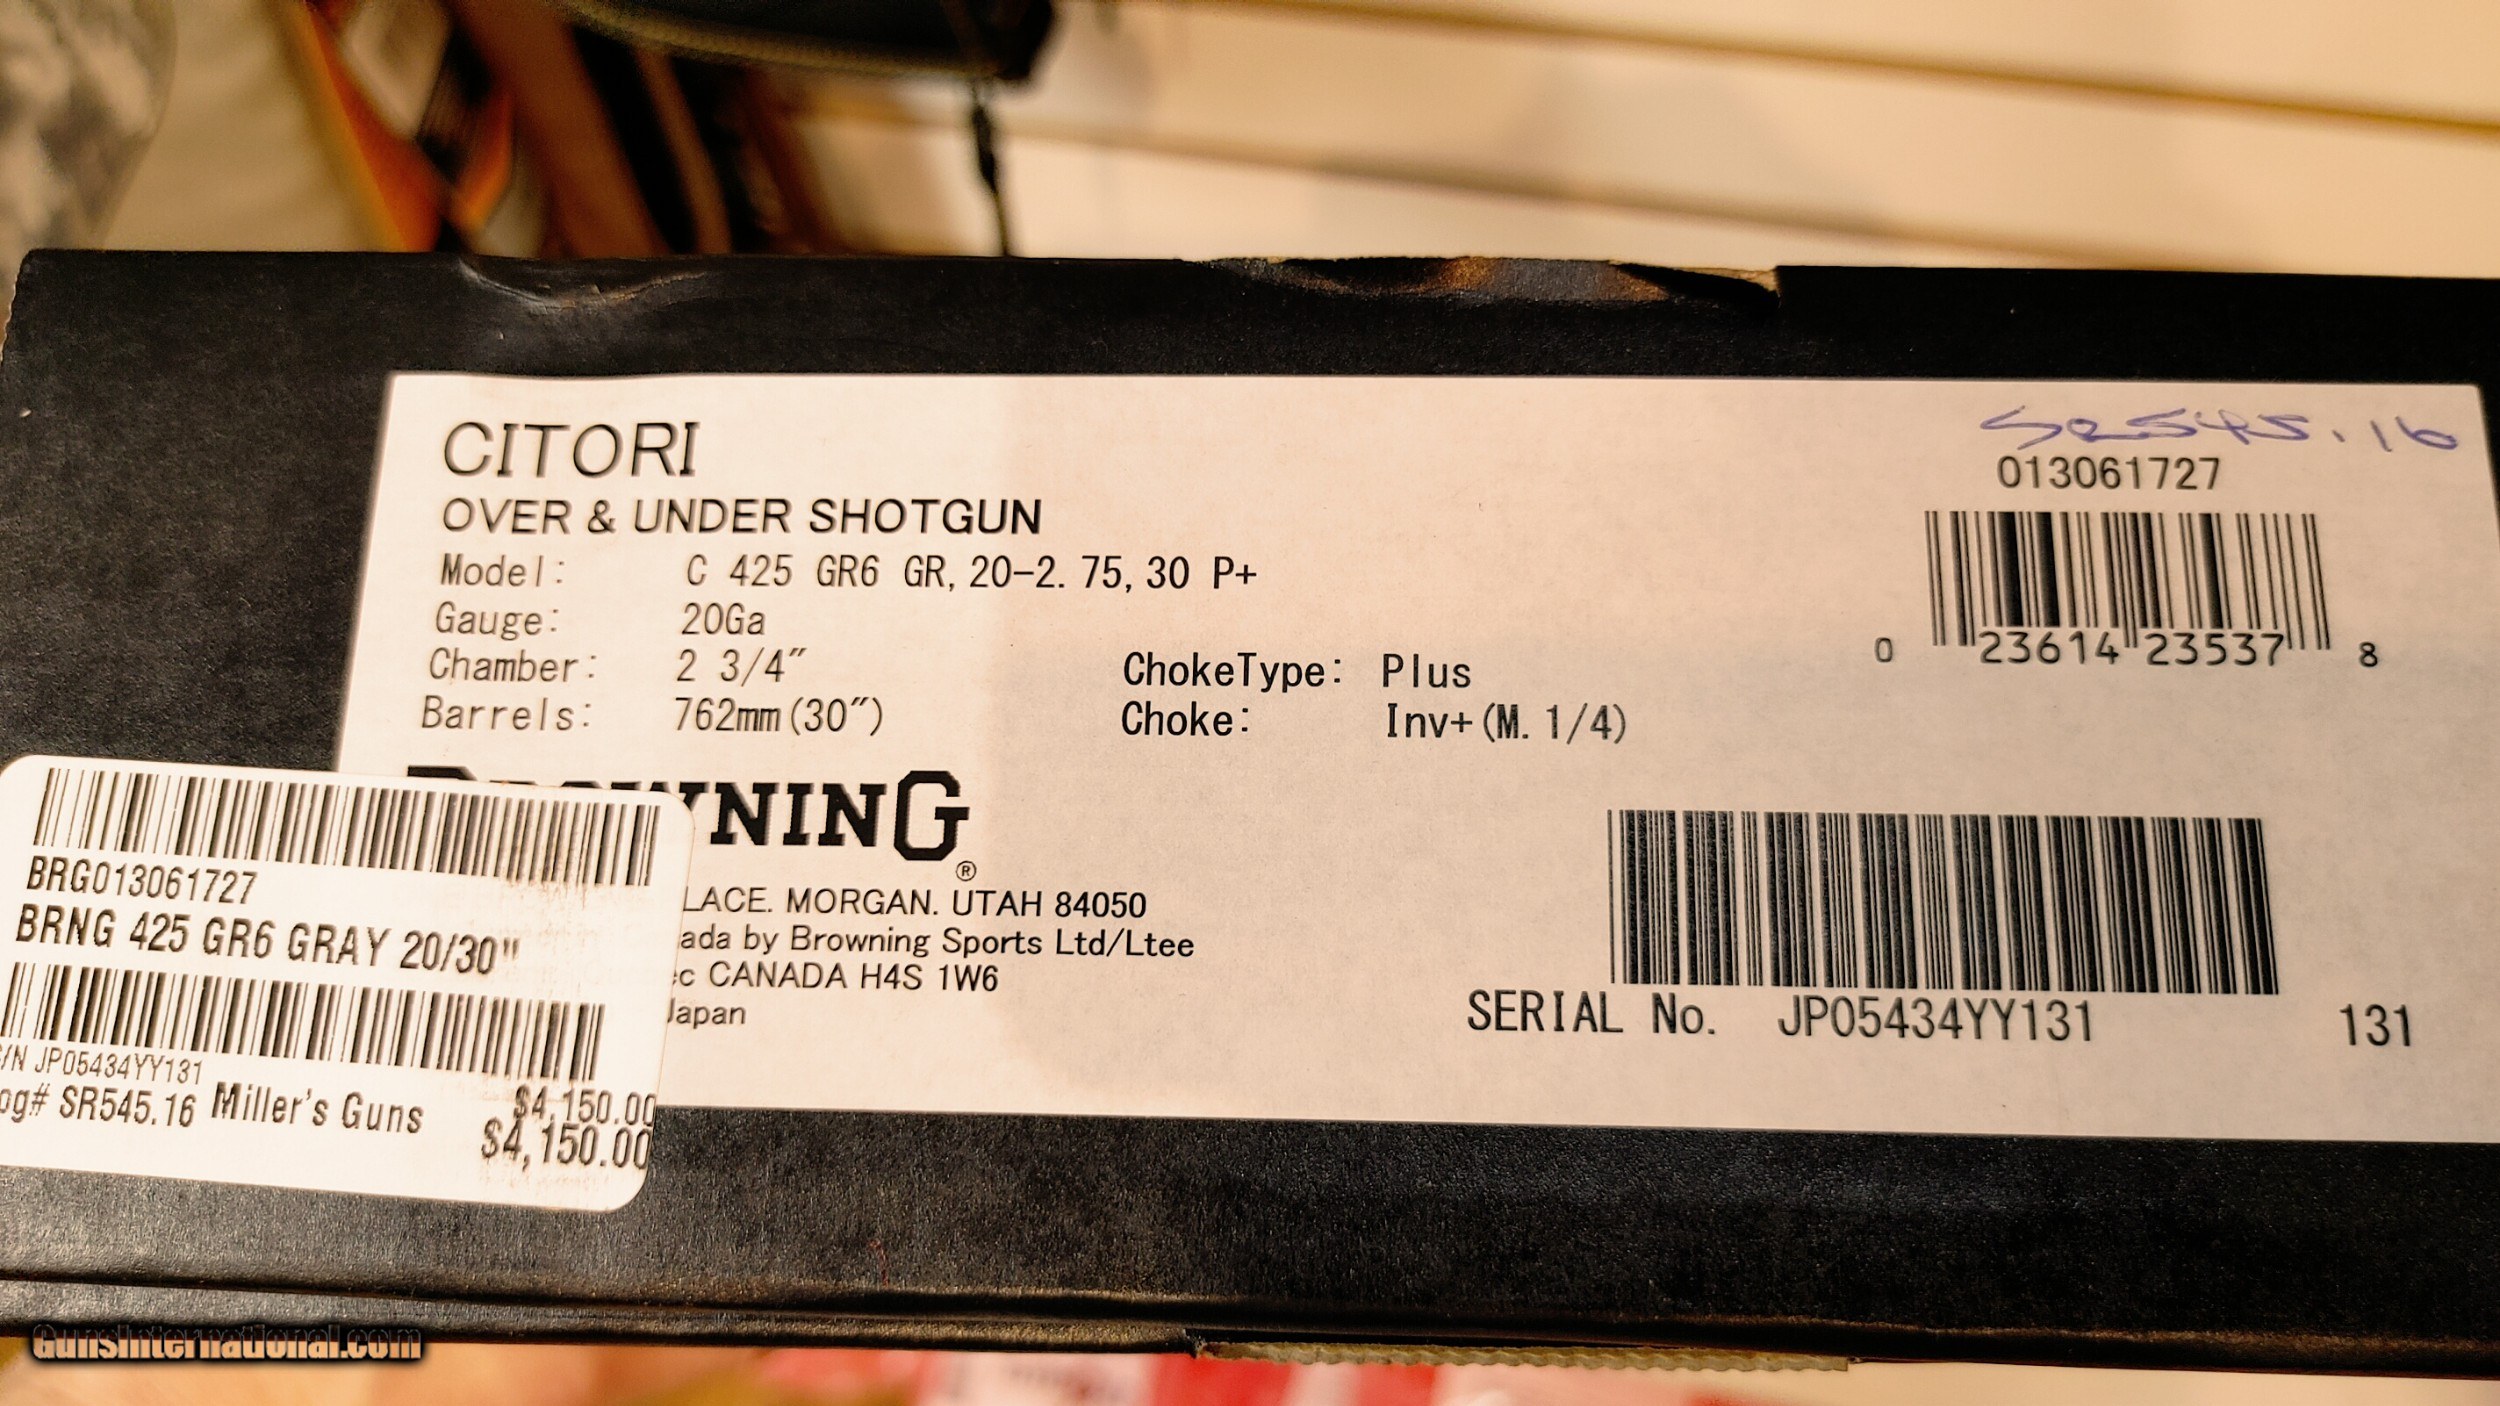 CITORI
OVER & UNDER SHOTGUN
Model: C 425 GR6 GR, 20-2. 75, 30 P+
Gauge: 20Ga
Chamber: 2 3/4"
Barrels: 762mm (30")
ChokeType: Plus
Choke: Inv+ (M. 1/4)
SR545.16
013061727
0 23614 23537 8
BROWNING®
LACE. MORGAN. UTAH 84050
ada by Browning Sports Ltd/Ltee
c CANADA H4S 1W6
Japan
SERIAL No. JP05434YY131 131
BRG013061727
BRNG 425 GR6 GRAY 20/30"
/N JP05434YY131
og# SR545.16 Miller's Guns $4,150.00
$4,150.00
GunsInternational.com